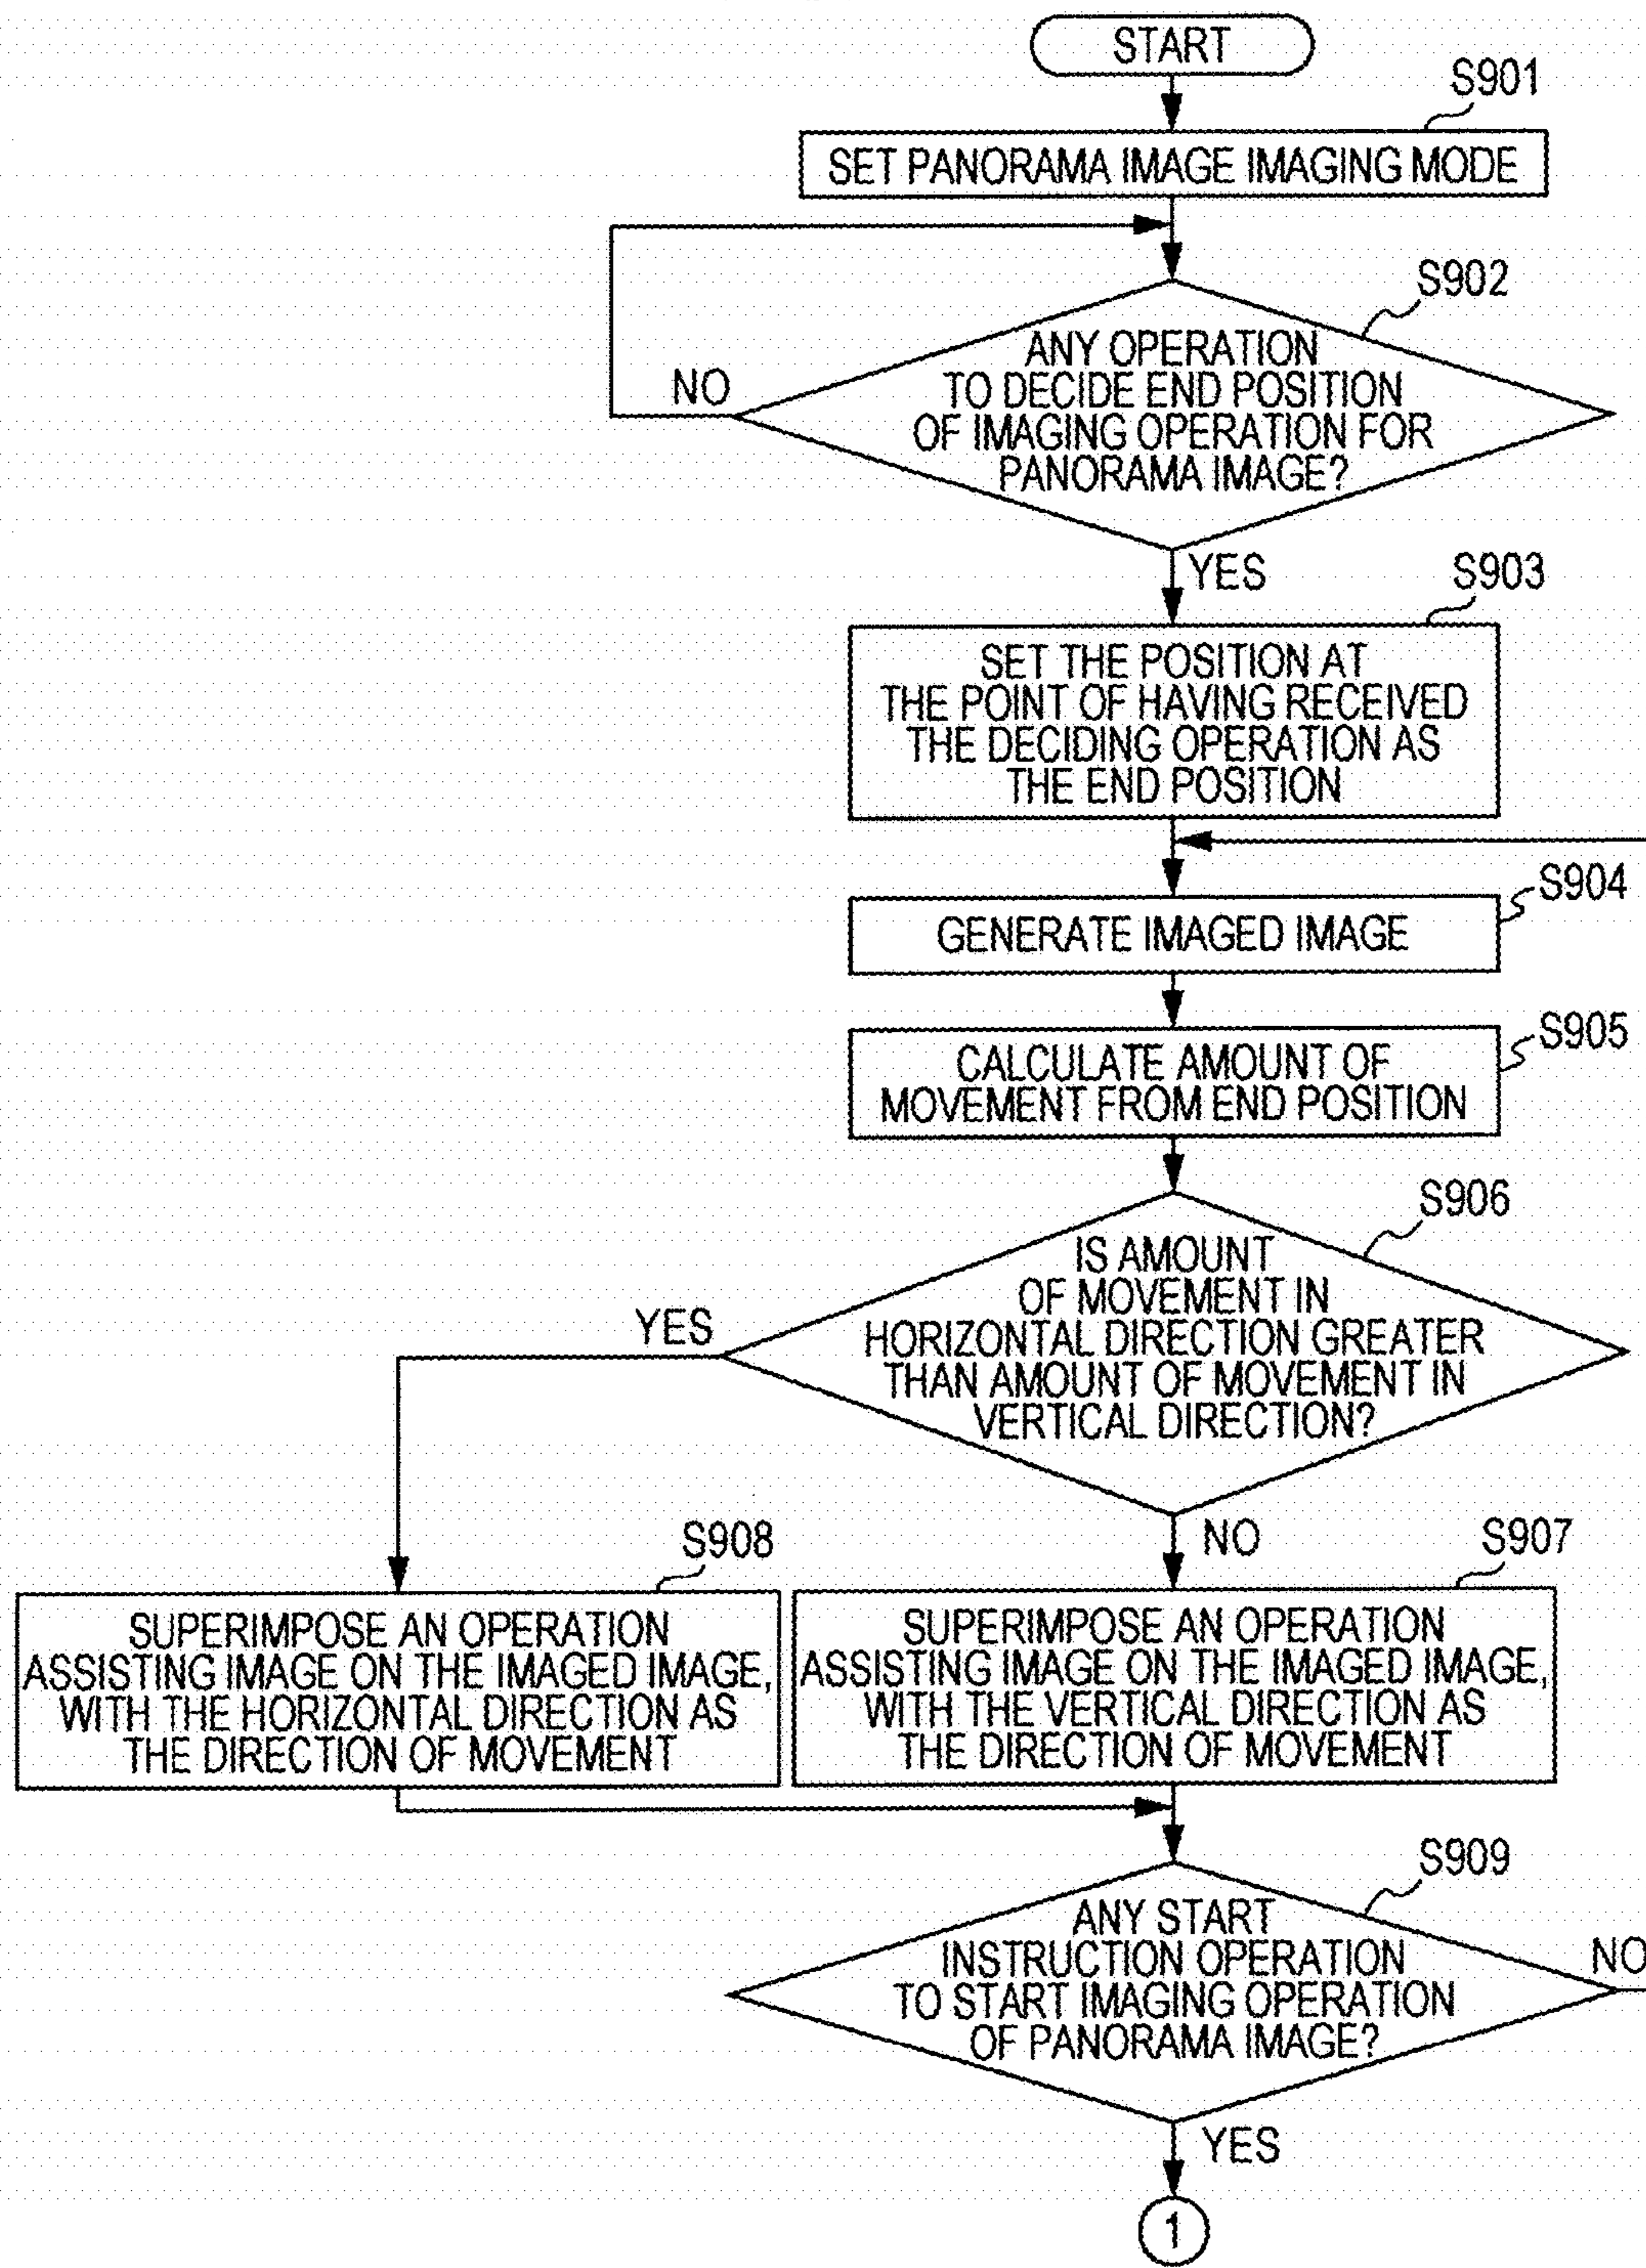 START
S901
SET PANORAMA IMAGE IMAGING MODE
S902
ANY OPERATION
TO DECIDE END POSITION
OF IMAGING OPERATION FOR
PANORAMA IMAGE?
NO
YES
S903
SET THE POSITION AT
THE POINT OF HAVING RECEIVED
THE DECIDING OPERATION AS
THE END POSITION
S904
GENERATE IMAGED IMAGE
S905
CALCULATE AMOUNT OF
MOVEMENT FROM END POSITION
S906
IS AMOUNT
OF MOVEMENT IN
HORIZONTAL DIRECTION GREATER
THAN AMOUNT OF MOVEMENT IN
VERTICAL DIRECTION?
YES
NO
S908
SUPERIMPOSE AN OPERATION
ASSISTING IMAGE ON THE IMAGED IMAGE,
WITH THE HORIZONTAL DIRECTION AS
THE DIRECTION OF MOVEMENT
S907
SUPERIMPOSE AN OPERATION
ASSISTING IMAGE ON THE IMAGED IMAGE,
WITH THE VERTICAL DIRECTION AS
THE DIRECTION OF MOVEMENT
S909
ANY START
INSTRUCTION OPERATION
TO START IMAGING OPERATION
OF PANORAMA IMAGE?
NO
YES
1